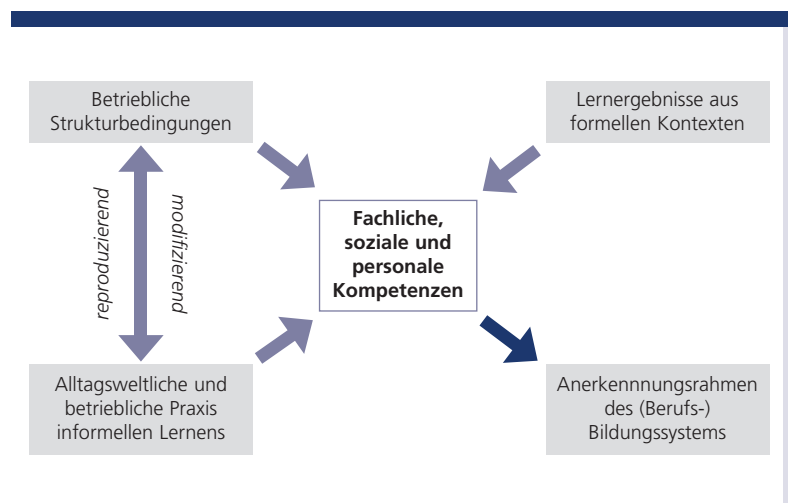 Betriebliche
Strukturbedingungen
Lernergebnisse aus
formellen Kontexten
reproduzierend
modifizierend
Fachliche,
soziale und
personale
Kompetenzen
Alltagsweltliche und
betriebliche Praxis
informellen Lernens
Anerkennnungsrahmen
des (Berufs-)
Bildungssystems